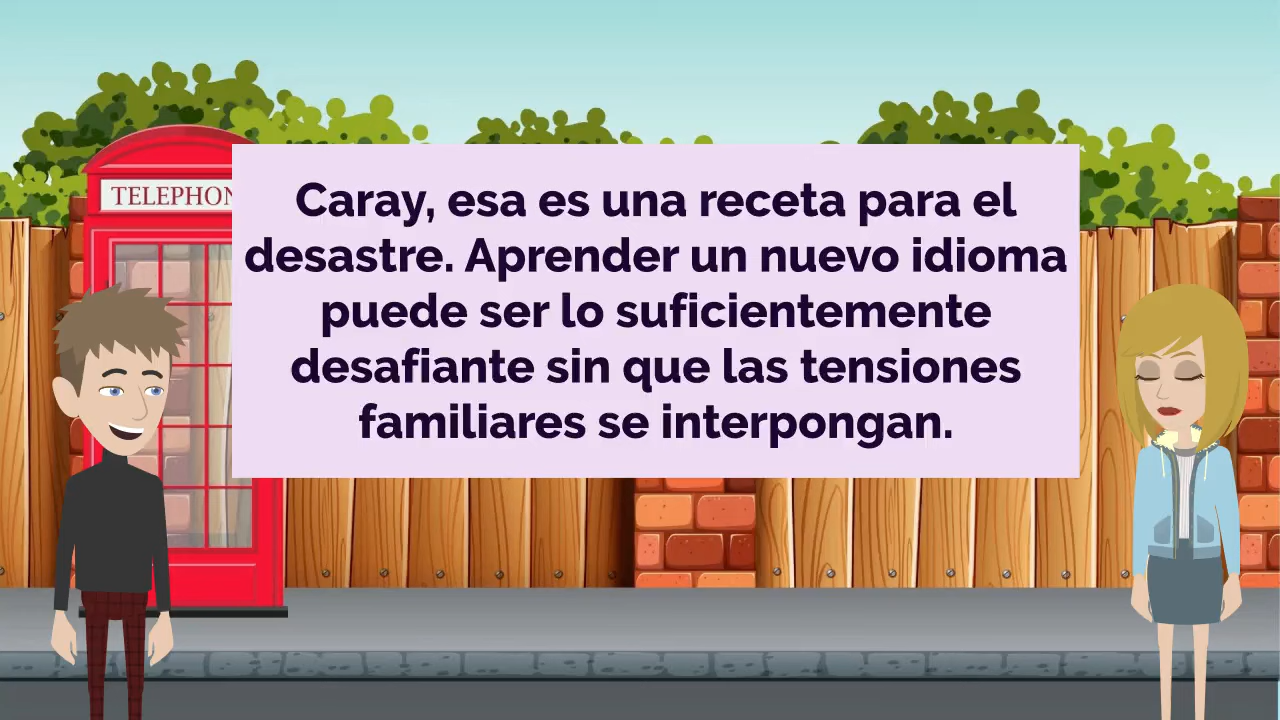 TELEPHON
Caray, esa es una receta para el
desastre. Aprender un nuevo idioma
puede ser lo suficientemente
desafiante sin que las tensiones
familiares se interpongan.